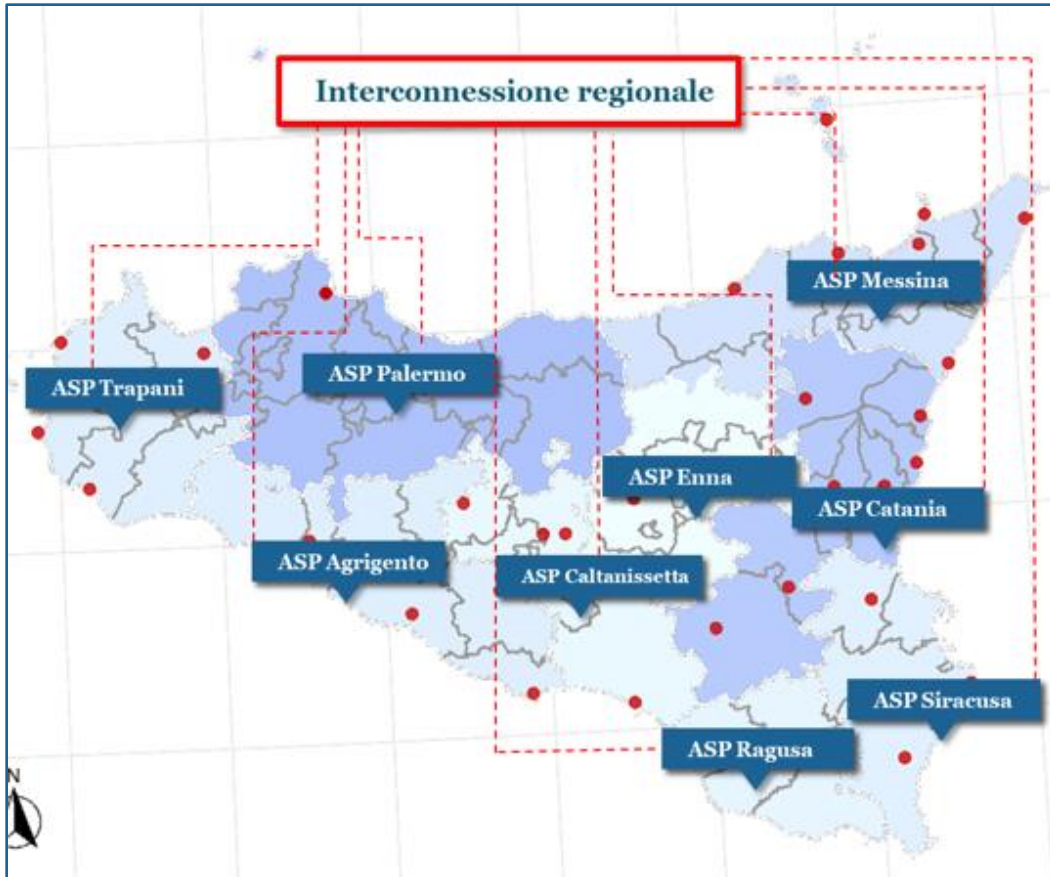 Interconnessione regionale
ASP Messina
ASP Palermo
ASP Trapani
ASP Enna
ASP Catania
ASP Agrigento
ASP Caltanissetta
ASP Siracusa
ASP Ragusa
N